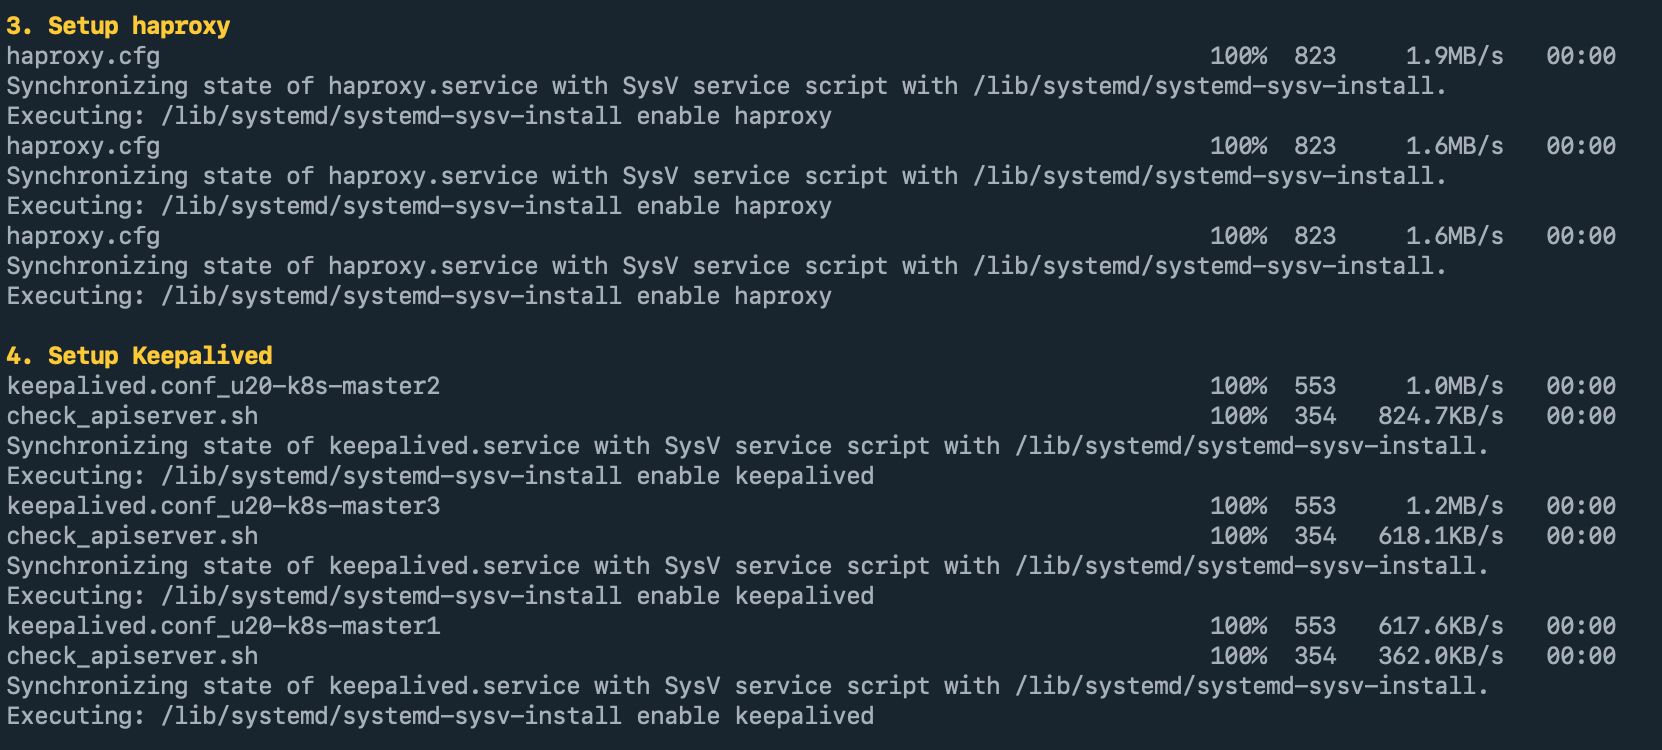 3. Setup haproxy
haproxy.cfg 100% 823 1.9MB/s 00:00
Synchronizing state of haproxy.service with SysV service script with /lib/systemd/systemd-sysv-install.
Executing: /lib/systemd/systemd-sysv-install enable haproxy
haproxy.cfg 100% 823 1.6MB/s 00:00
Synchronizing state of haproxy.service with SysV service script with /lib/systemd/systemd-sysv-install.
Executing: /lib/systemd/systemd-sysv-install enable haproxy
haproxy.cfg 100% 823 1.6MB/s 00:00
Synchronizing state of haproxy.service with SysV service script with /lib/systemd/systemd-sysv-install.
Executing: /lib/systemd/systemd-sysv-install enable haproxy
4. Setup Keepalived
keepalived.conf_u20-k8s-master2 100% 553 1.0MB/s 00:00
check_apiserver.sh 100% 354 824.7KB/s 00:00
Synchronizing state of keepalived.service with SysV service script with /lib/systemd/systemd-sysv-install.
Executing: /lib/systemd/systemd-sysv-install enable keepalived
keepalived.conf_u20-k8s-master3 100% 553 1.2MB/s 00:00
check_apiserver.sh 100% 354 618.1KB/s 00:00
Synchronizing state of keepalived.service with SysV service script with /lib/systemd/systemd-sysv-install.
Executing: /lib/systemd/systemd-sysv-install enable keepalived
keepalived.conf_u20-k8s-master1 100% 553 617.6KB/s 00:00
check_apiserver.sh 100% 354 362.0KB/s 00:00
Synchronizing state of keepalived.service with SysV service script with /lib/systemd/systemd-sysv-install.
Executing: /lib/systemd/systemd-sysv-install enable keepalived